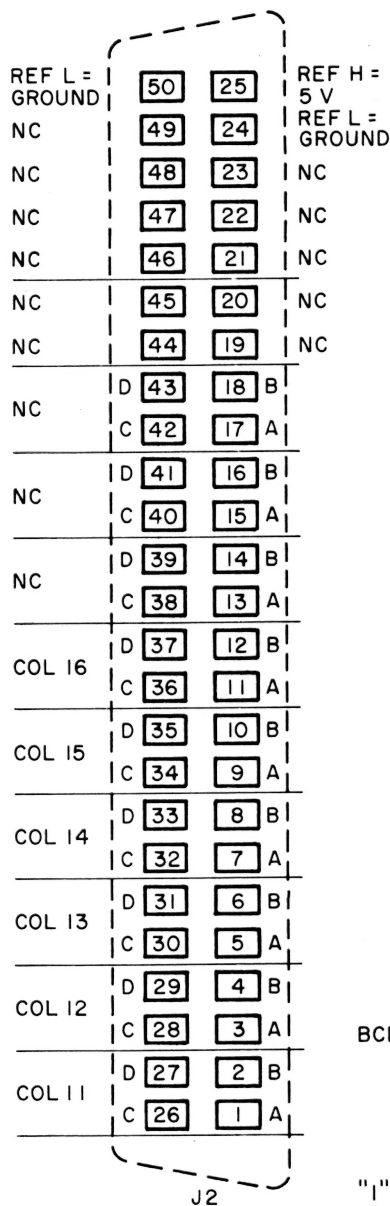 REF L = GROUND 50 25 REF H = 5 V
NC 49 24 REF L = GROUND
NC 48 23 NC
NC 47 22 NC
NC 46 21 NC
NC 45 20 NC
NC 44 19 NC
NC D 43 18 B
C 42 17 A
NC D 41 16 B
C 40 15 A
NC D 39 14 B
C 38 13 A
COL 16 D 37 12 B
C 36 11 A
COL 15 D 35 10 B
C 34 9 A
COL 14 D 33 8 B
C 32 7 A
COL 13 D 31 6 B
C 30 5 A
COL 12 D 29 4 B
C 28 3 A
COL 11 D 27 2 B
C 26 1 A
J2
"1"